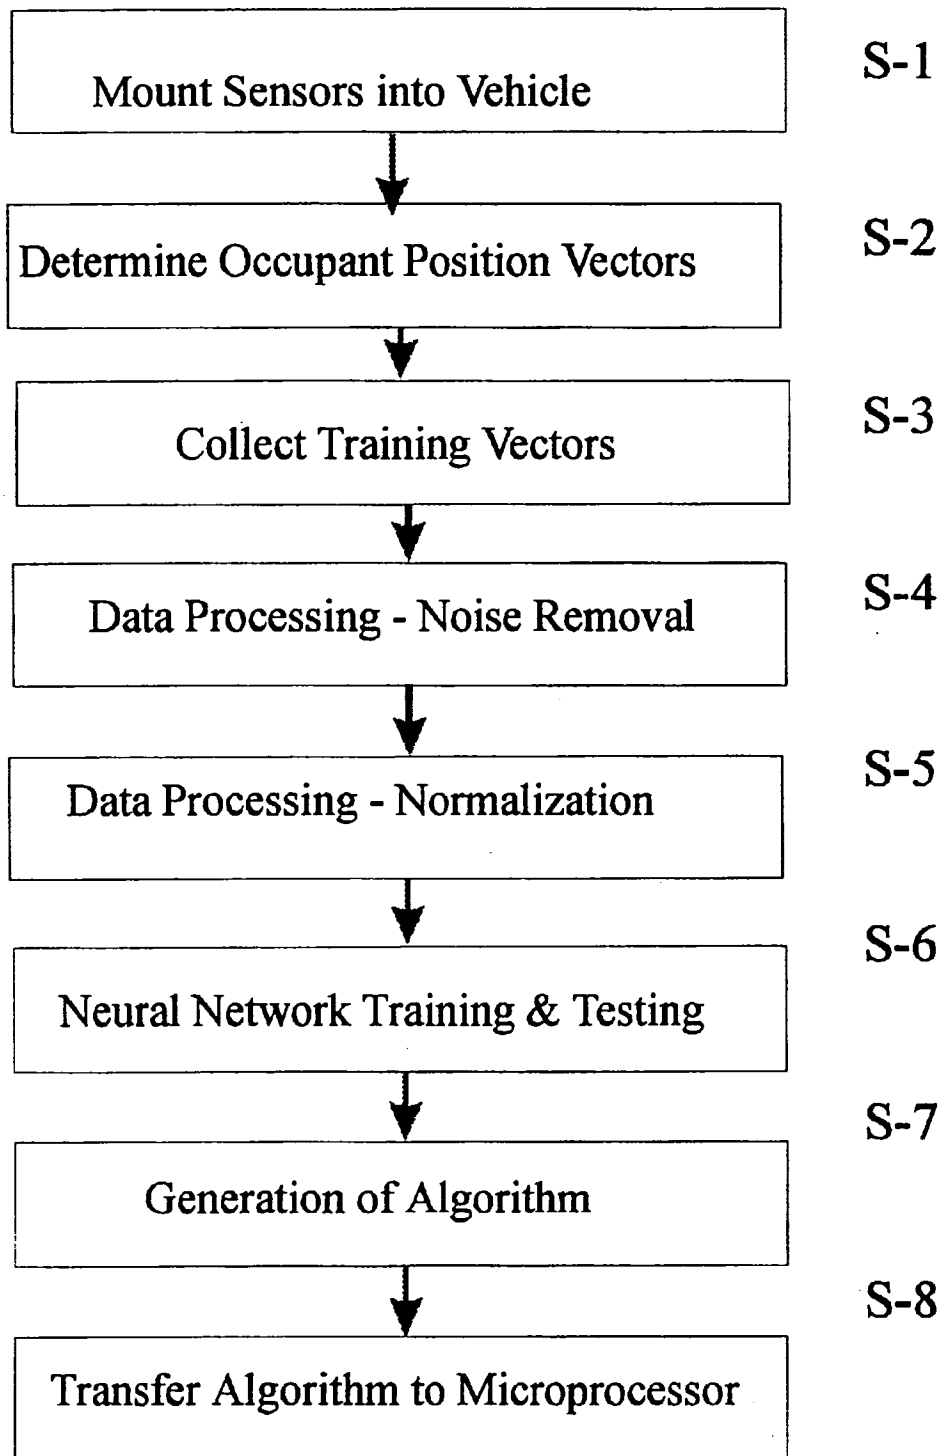 Mount Sensors into Vehicle S-1
Determine Occupant Position Vectors S-2
Collect Training Vectors S-3
Data Processing - Noise Removal S-4
Data Processing - Normalization S-5
Neural Network Training & Testing S-6
Generation of Algorithm S-7
Transfer Algorithm to Microprocessor S-8